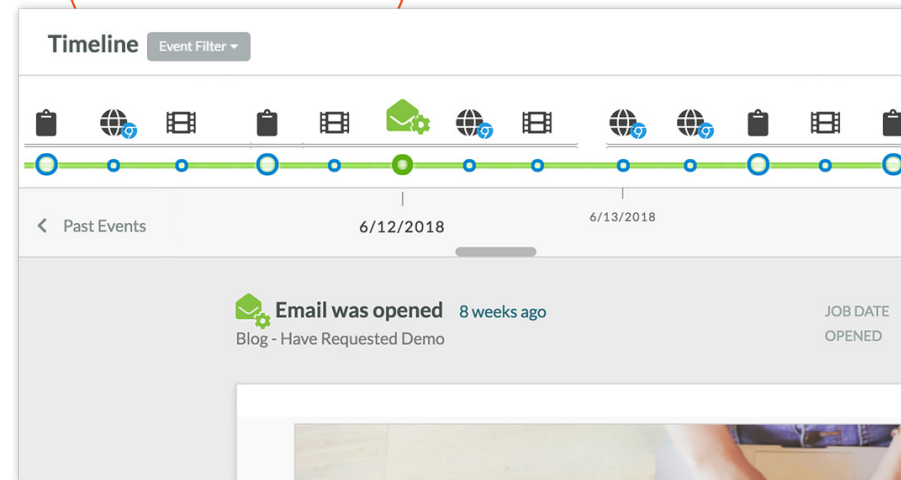 Timeline
Event Filter
Past Events
6/12/2018
6/13/2018
Email was opened 8 weeks ago
Blog - Have Requested Demo
JOB DATE
OPENED